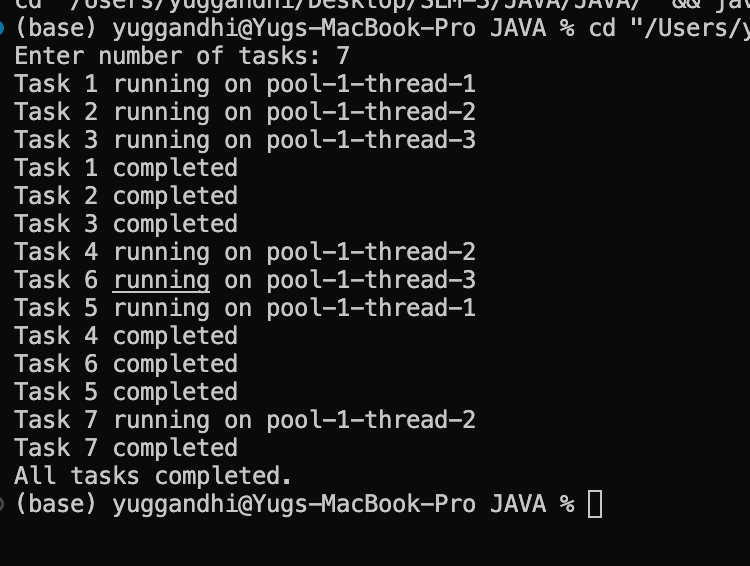 cd "/Users/yuggandhi/Desktop/SEM-3/JAVA/JAVA/" && jav
(base) yuggandhi@Yugs-MacBook-Pro JAVA % cd "/Users/y
Enter number of tasks: 7
Task 1 running on pool-1-thread-1
Task 2 running on pool-1-thread-2
Task 3 running on pool-1-thread-3
Task 1 completed
Task 2 completed
Task 3 completed
Task 4 running on pool-1-thread-2
Task 6 running on pool-1-thread-3
Task 5 running on pool-1-thread-1
Task 4 completed
Task 6 completed
Task 5 completed
Task 7 running on pool-1-thread-2
Task 7 completed
All tasks completed.
(base) yuggandhi@Yugs-MacBook-Pro JAVA %